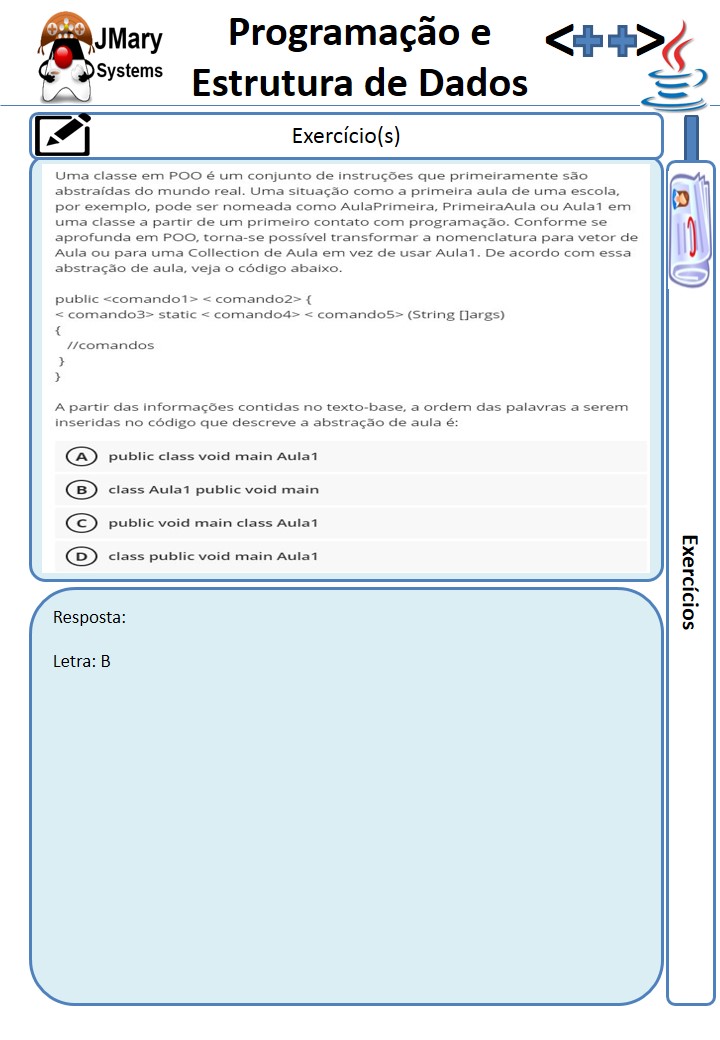 JMary
Systems
Programação e
Estrutura de Dados
<++>
Exercício(s)
Uma classe em POO é um conjunto de instruções que primeiramente são
abstraídas do mundo real. Uma situação como a primeira aula de uma escola,
por exemplo, pode ser nomeada como AulaPrimeira, PrimeiraAula ou Aula1 em
uma classe a partir de um primeiro contato com programação. Conforme se
aprofunda em POO, torna-se possível transformar a nomenclatura para vetor de
Aula ou para uma Collection de Aula em vez de usar Aula1. De acordo com essa
abstração de aula, veja o código abaixo.
public <comando1> < comando2> {
< comando3> static < comando4> < comando5> (String []args)
{
//comandos
}
}
A partir das informações contidas no texto-base, a ordem das palavras a serem
inseridas no código que descreve a abstração de aula é:
A public class void main Aula1
B class Aula1 public void main
C public void main class Aula1
D class public void main Aula1
Resposta:
Letra: B
Exercícios